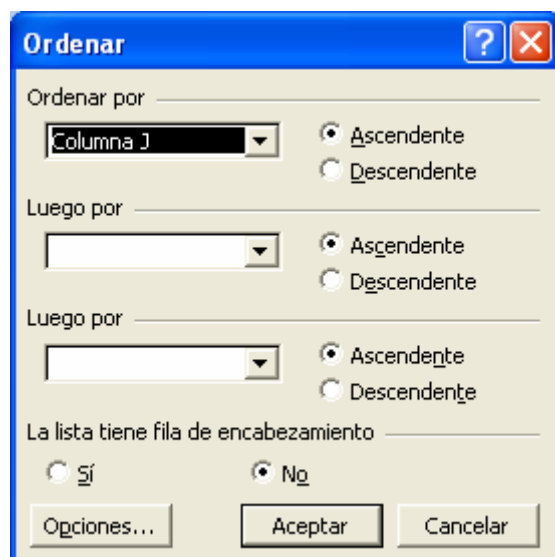 Ordenar
Ordenar por
Columna J
Ascendente
Descendente
Luego por
Ascendente
Descendente
Luego por
Ascendente
Descendente
La lista tiene fila de encabezamiento
Sí No
Opciones... Aceptar Cancelar